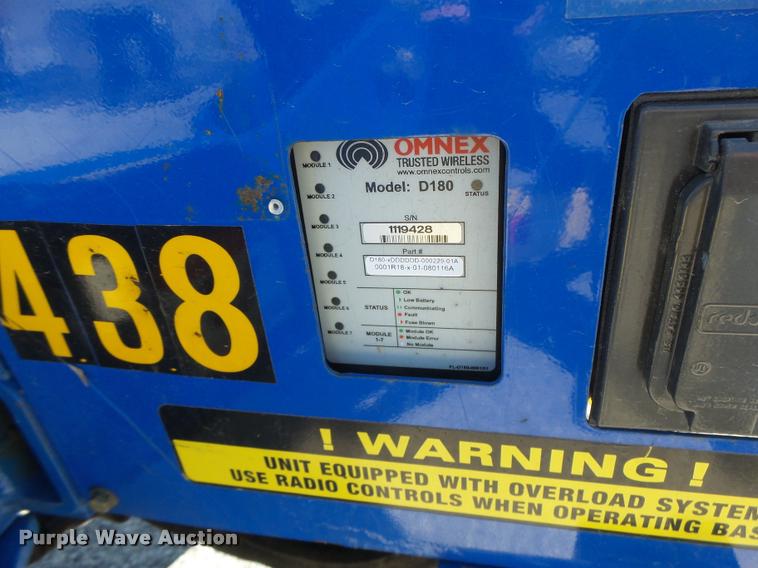 OMNEX
TRUSTED WIRELESS
www.omnexcontrols.com
Model: D180
STATUS
MODULE 1
MODULE 2
MODULE 3
MODULE 4
MODULE 5
MODULE 6
MODULE 7
S/N
1119428
Part #
D180-xDDDDDD-000229-01A
0001R18-x-01-080116A
STATUS
OK
Low Battery
Communicating
Fault
Fuse Blown
MODULE
1-7
Module OK
Module Error
No Module
438
! WARNING !
UNIT EQUIPPED WITH OVERLOAD SYSTEM
USE RADIO CONTROLS WHEN OPERATING BAS
Purple Wave Auction